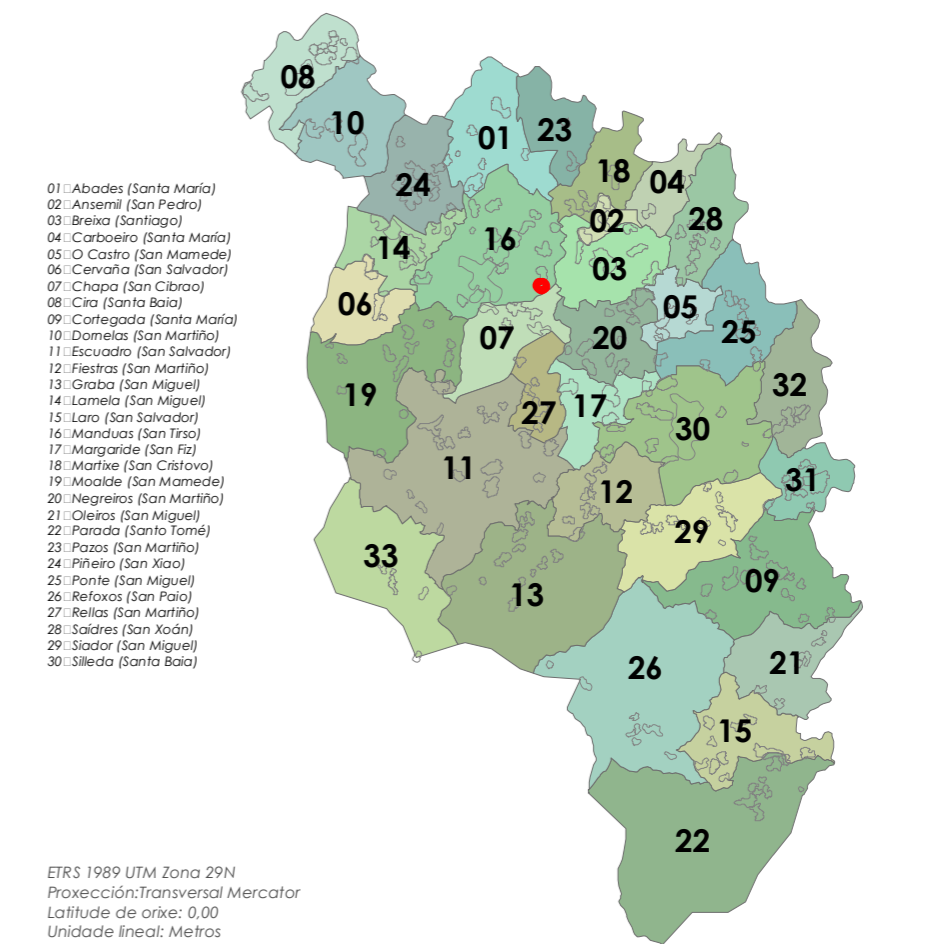 08
10
01
23
18
04
24
02
28
16
14
03
06
05
07
20
25
19
27
17
32
30
11
12
31
29
33
13
09
26
21
15
22
01 Abades (Santa María)
02 Ansemil (San Pedro)
03 Breixa (Santiago)
04 Carboeiro (Santa María)
05 O Castro (San Mamede)
06 Cervaña (San Salvador)
07 Chapa (San Cibrao)
08 Cira (Santa Baia)
09 Cortegada (Santa María)
10 Dornelas (San Martiño)
11 Escuadro (San Salvador)
12 Fiestras (San Martiño)
13 Graba (San Miguel)
14 Lamela (San Miguel)
15 Laro (San Salvador)
16 Manduas (San Tirso)
17 Margaride (San Fiz)
18 Martixe (San Cristovo)
19 Moalde (San Mamede)
20 Negreiros (San Martiño)
21 Oleiros (San Miguel)
22 Parada (Santo Tomé)
23 Pazos (San Martiño)
24 Piñeiro (San Xiao)
25 Ponte (San Miguel)
26 Refoxos (San Paio)
27 Rellas (San Martiño)
28 Saídres (San Xoán)
29 Siador (San Miguel)
30 Silleda (Santa Baia)
ETRS 1989 UTM Zona 29N
Proxección:Transversal Mercator
Latitude de orixe: 0,00
Unidade lineal: Metros